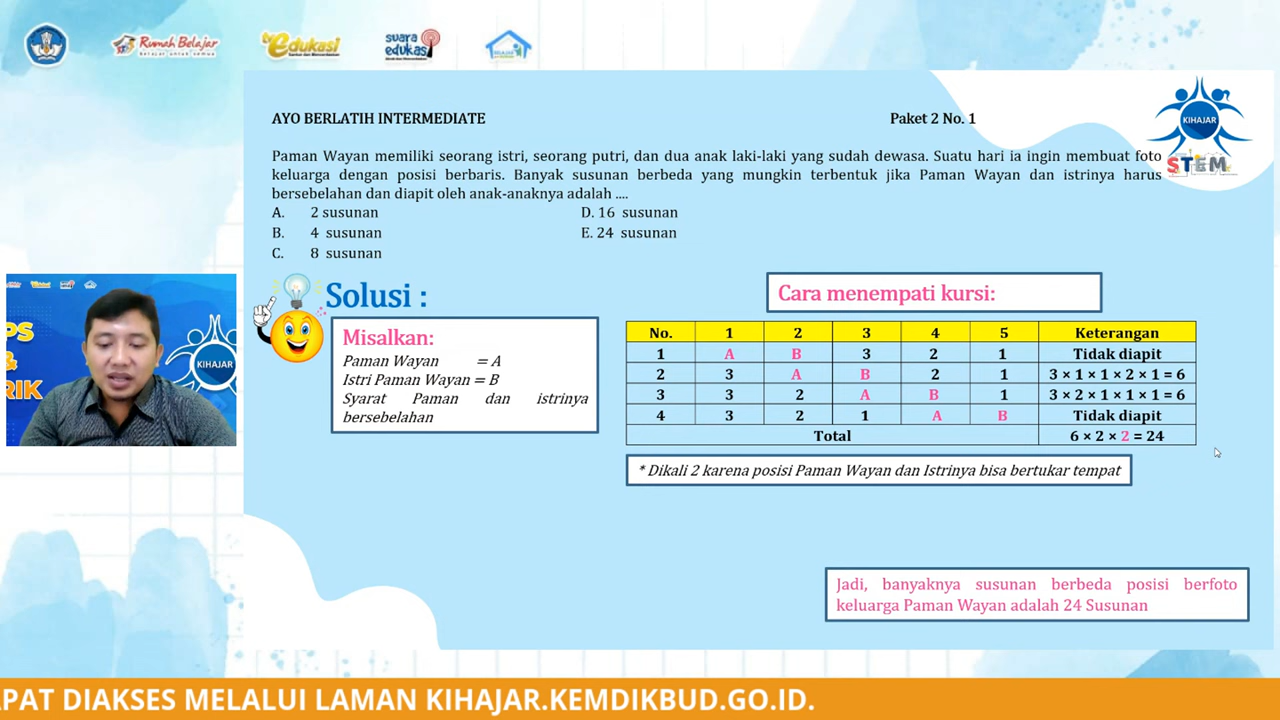 Rumah Belajar
Belajar untuk semua
tv edukasi
suara
edukasi
AYO BERLATIH INTERMEDIATE
Paket 2 No. 1
KIHAJAR
STEM
Paman Wayan memiliki seorang istri, seorang putri, dan dua anak laki-laki yang sudah dewasa. Suatu hari ia ingin membuat foto
keluarga dengan posisi berbaris. Banyak susunan berbeda yang mungkin terbentuk jika Paman Wayan dan istrinya harus
bersebelahan dan diapit oleh anak-anaknya adalah ....
A. 2 susunan D. 16 susunan
B. 4 susunan E. 24 susunan
C. 8 susunan
Solusi :
Misalkan:
Paman Wayan = A
Istri Paman Wayan = B
Syarat Paman dan istrinya
bersebelahan
Cara menempati kursi:
No. 1 2 3 4 5 Keterangan
1 A B 3 2 1 Tidak diapit
2 3 A B 2 1 3 × 1 × 1 × 2 × 1 = 6
3 3 2 A B 1 3 × 2 × 1 × 1 × 1 = 6
4 3 2 1 A B Tidak diapit
Total 6 × 2 × 2 = 24
* Dikali 2 karena posisi Paman Wayan dan Istrinya bisa bertukar tempat
Jadi, banyaknya susunan berbeda posisi berfoto
keluarga Paman Wayan adalah 24 Susunan
PS
&
RIK
KIHAJAR
APAT DIAKSES MELALUI LAMAN KIHAJAR.KEMDIKBUD.GO.ID.